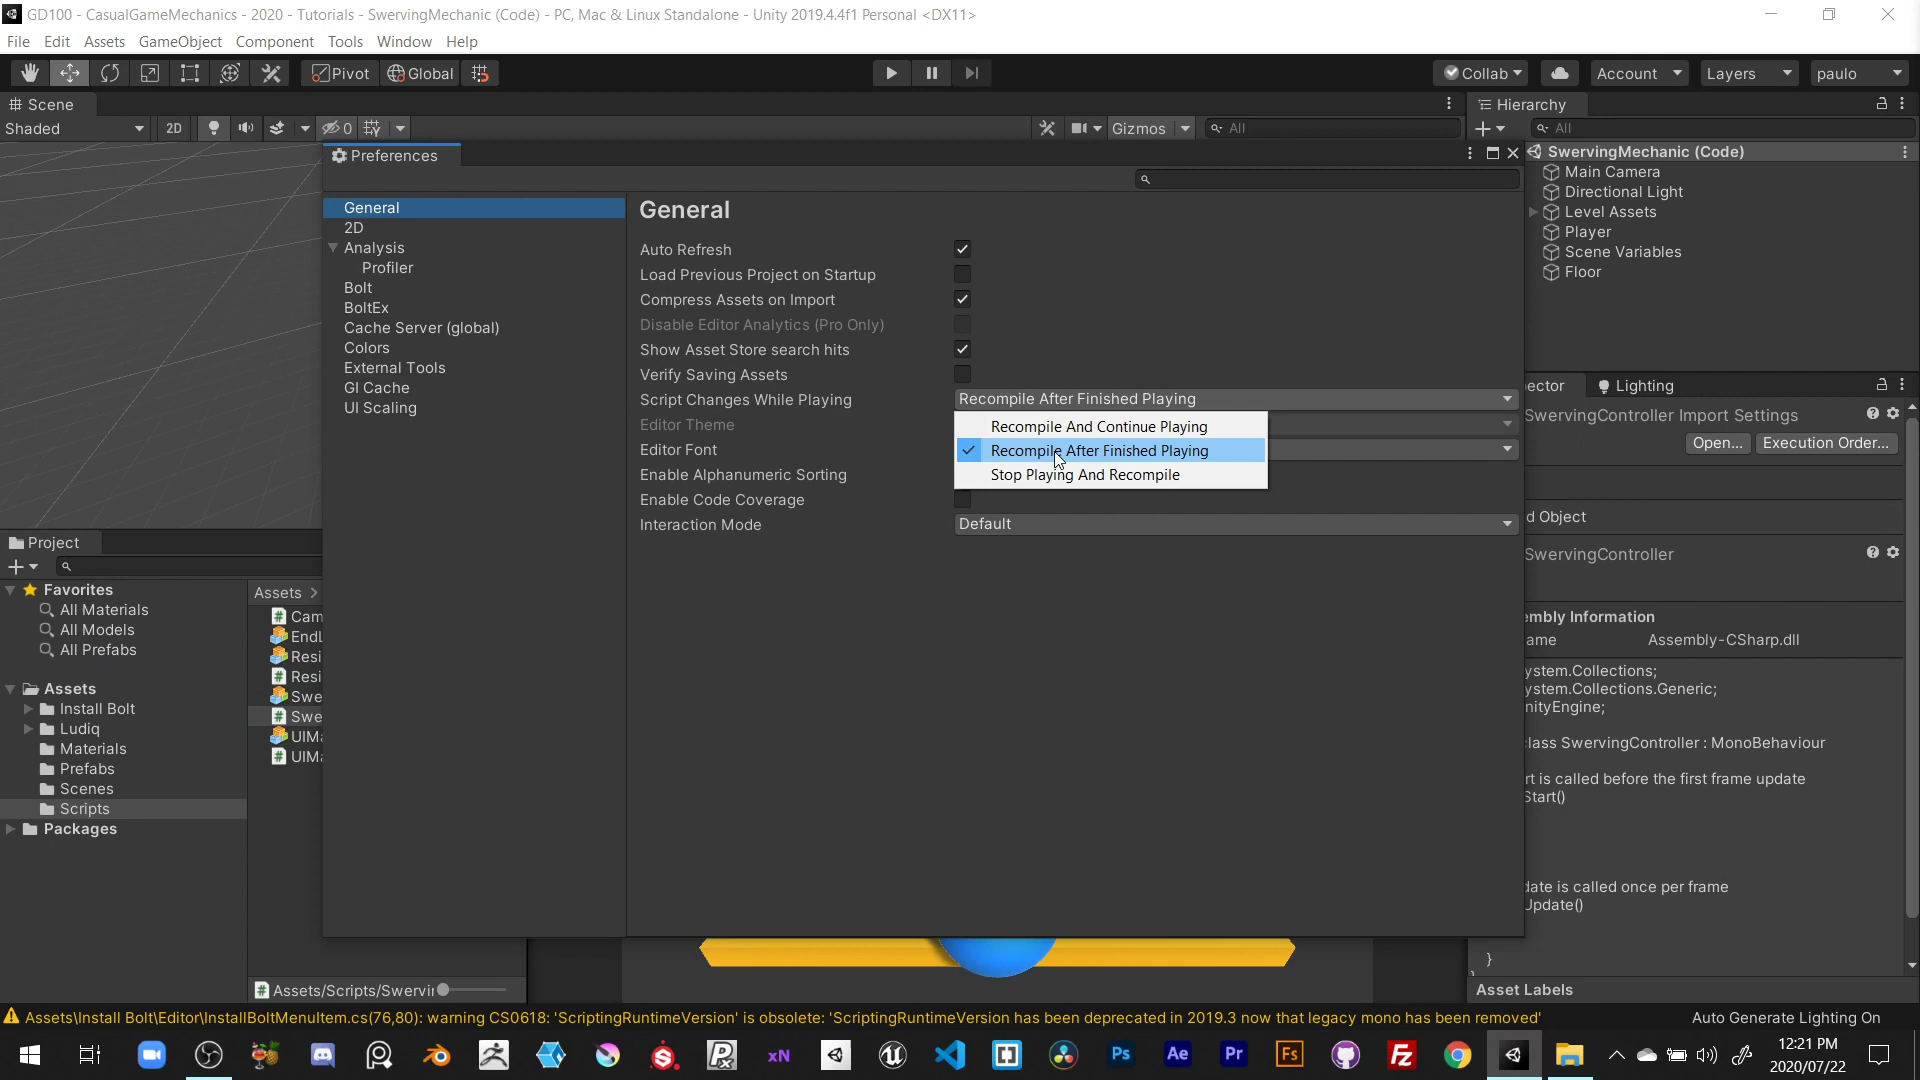 GD100 - CasualGameMechanics - 2020 - Tutorials - SwervingMechanic (Code) - PC, Mac & Linux Standalone - Unity 2019.4.4f1 Personal <DX11>
File Edit Assets GameObject Component Tools Window Help
Pivot Global Collab Account Layers paulo
Scene
Hierarchy
Shaded 2D 0 Gizmos All
All
Preferences
SwervingMechanic (Code)
Main Camera
Directional Light
Level Assets
Player
Scene Variables
Floor
General
2D
Analysis
Profiler
Bolt
BoltEx
Cache Server (global)
Colors
External Tools
GI Cache
UI Scaling
General
Auto Refresh
Load Previous Project on Startup
Compress Assets on Import
Disable Editor Analytics (Pro Only)
Show Asset Store search hits
Verify Saving Assets
Script Changes While Playing Recompile After Finished Playing
Editor Theme
Editor Font
Enable Alphanumeric Sorting
Enable Code Coverage
Interaction Mode Default
Recompile And Continue Playing
Recompile After Finished Playing
Stop Playing And Recompile
ector Lighting
SwervingController Import Settings
Open... Execution Order...
d Object
SwervingController
embly Information
ame Assembly-CSharp.dll
ystem.Collections;
ystem.Collections.Generic;
nityEngine;
class SwervingController : MonoBehaviour
rt is called before the first frame update
Start()
date is called once per frame
Update()
}
Asset Labels
Project
Favorites
All Materials
All Models
All Prefabs
Assets
Install Bolt
Ludiq
Materials
Prefabs
Scenes
Scripts
Packages
Assets >
Cam
EndL
Resi
Resi
Swe
Swe
UIMa
UIMa
Assets/Scripts/Swervi
Assets\Install Bolt\Editor\InstallBoltMenuItem.cs(76,80): warning CS0618: 'ScriptingRuntimeVersion' is obsolete: 'ScriptingRuntimeVersion has been deprecated in 2019.3 now that legacy mono has been removed'
Auto Generate Lighting On
xN Ps Ae Pr Fs Fz
12:21 PM
2020/07/22